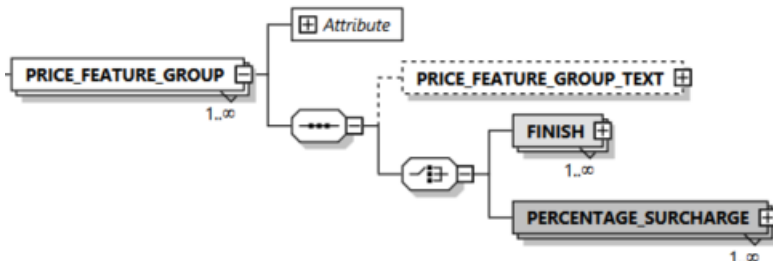 Attribute
PRICE_FEATURE_GROUP
1..∞
PRICE_FEATURE_GROUP_TEXT
FINISH
1..∞
PERCENTAGE_SURCHARGE
1..∞